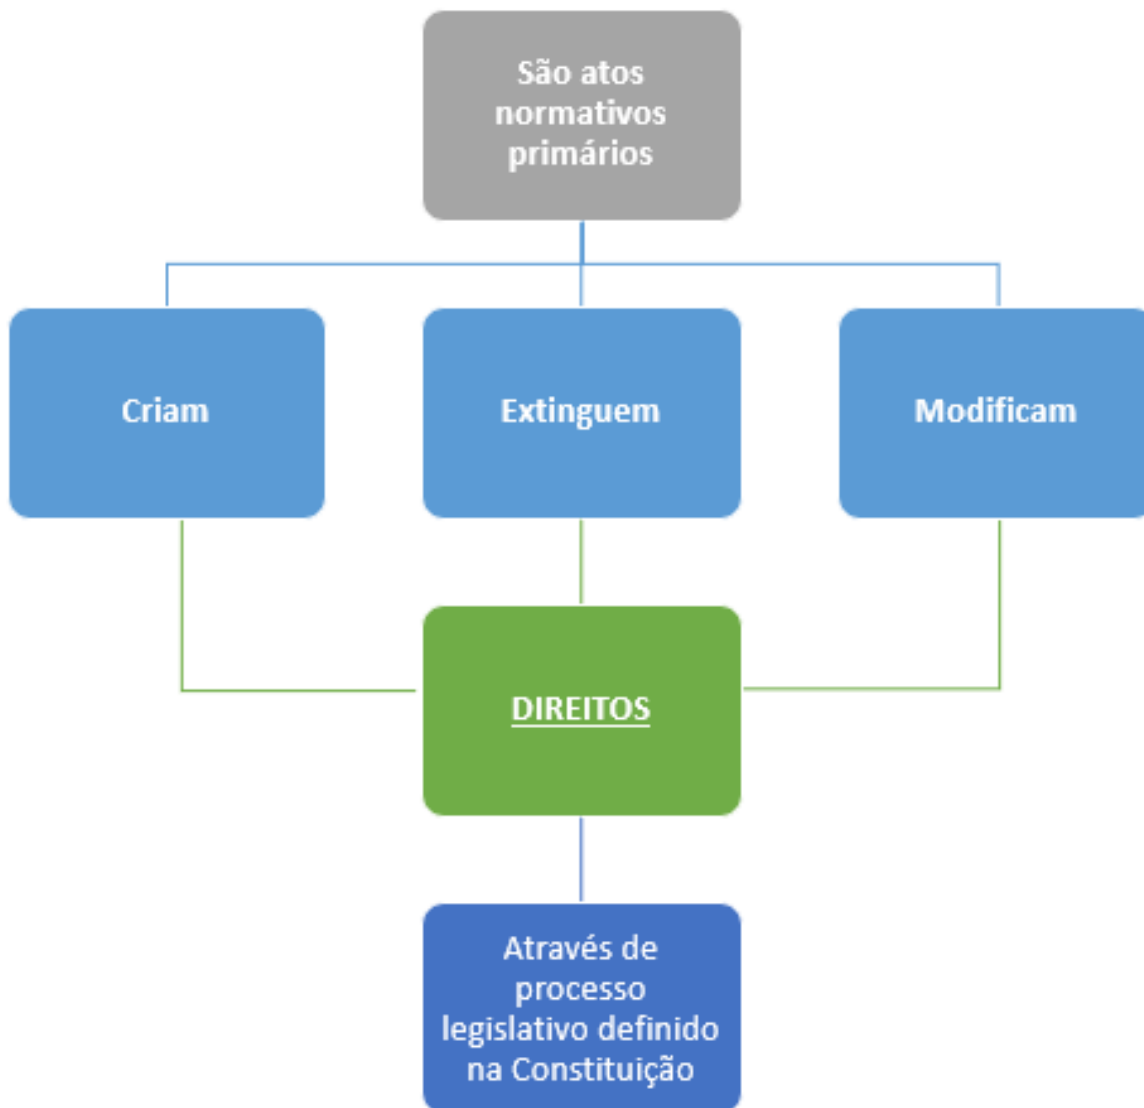 São atos
normativos
primários
Criam
Extinguem
Modificam
DIREITOS
Através de
processo
legislativo definido
na Constituição